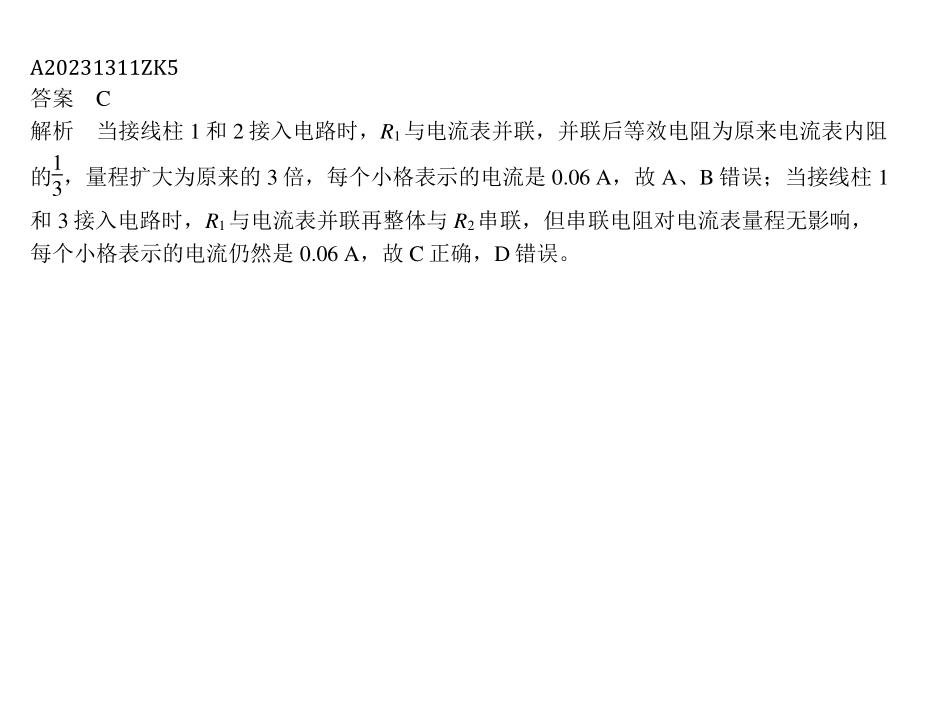 A20231311ZK5
答案　C
解析　当接线柱 1 和 2 接入电路时，R₁与电流表并联，并联后等效电阻为原来电流表内阻
的1/3，量程扩大为原来的 3 倍，每个小格表示的电流是 0.06 A，故 A、B 错误；当接线柱 1
和 3 接入电路时，R₁与电流表并联再整体与 R₂串联，但串联电阻对电流表量程无影响，
每个小格表示的电流仍然是 0.06 A，故 C 正确，D 错误。